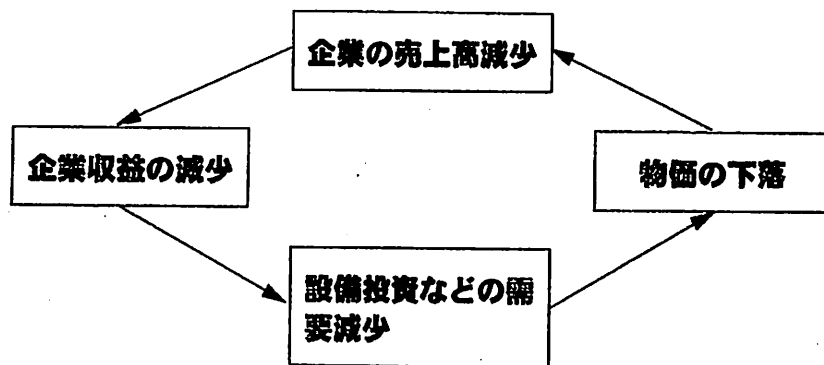 企業の売上高減少
企業収益の減少
物価の下落
設備投資などの需
要減少